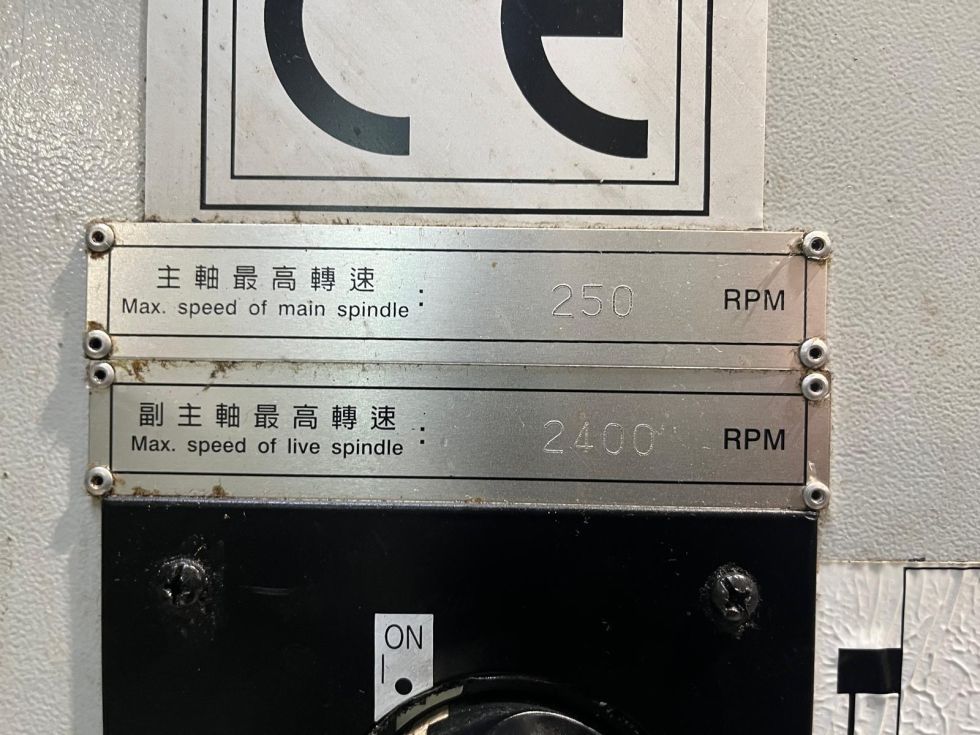 CE
主軸最高轉速 : 250 RPM
Max. speed of main spindle
副主軸最高轉速 : 2400 RPM
Max. speed of live spindle
ON
|